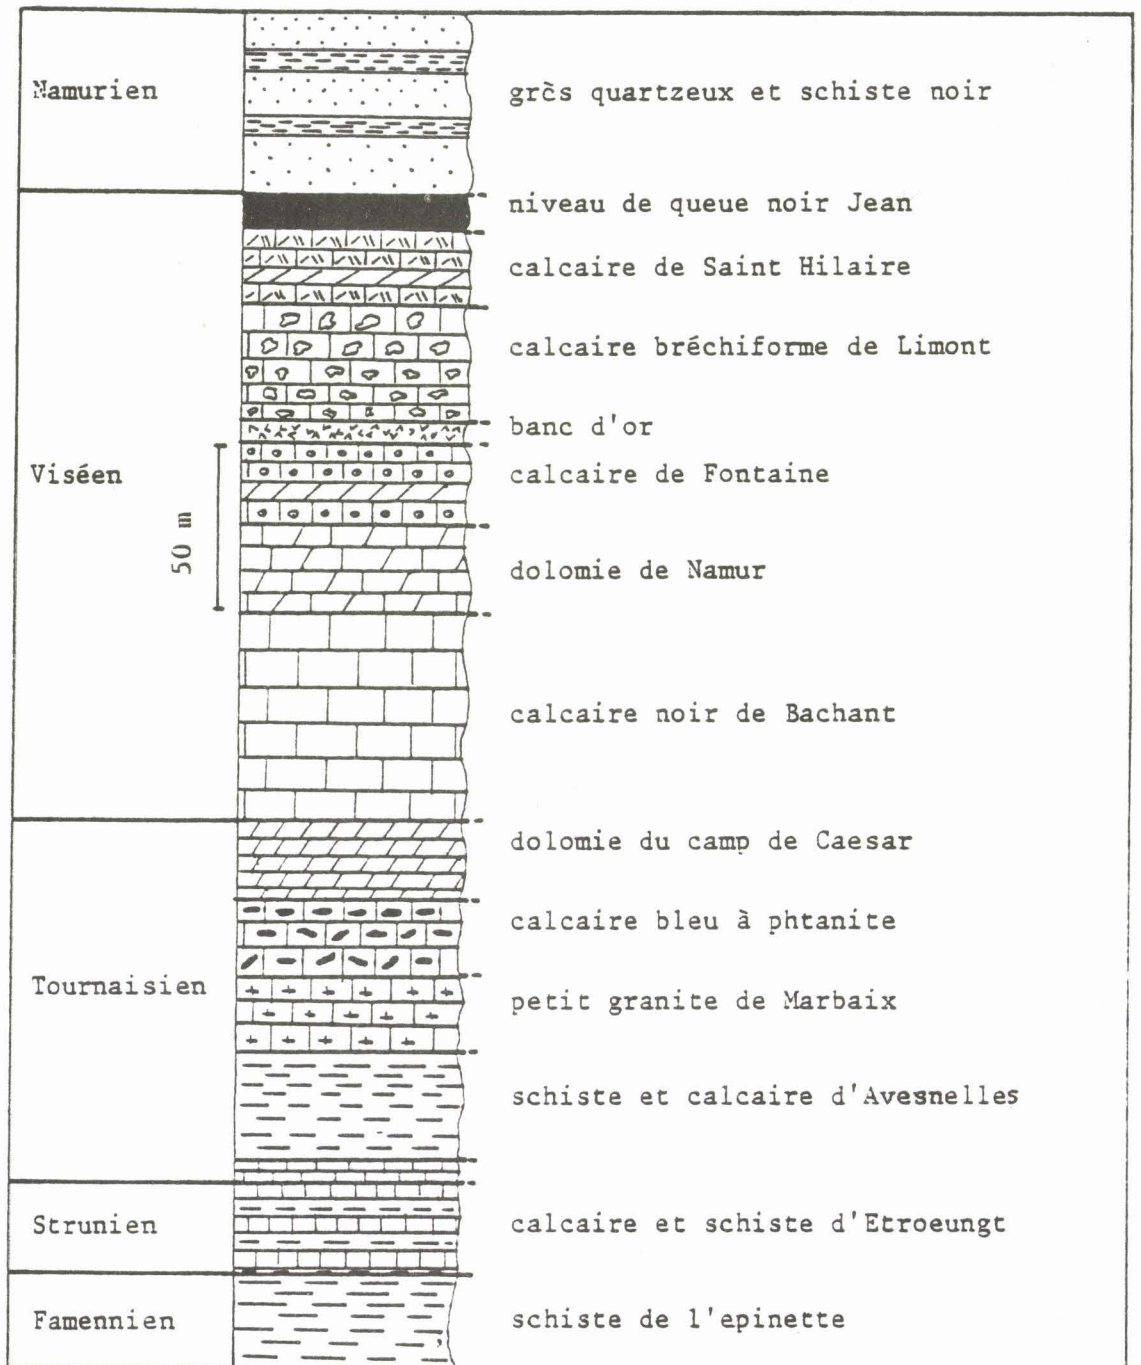 Namurien
grès quartzeux et schiste noir
niveau de queue noir Jean
calcaire de Saint Hilaire
calcaire bréchiforme de Limont
banc d'or
Viséen
calcaire de Fontaine
50 m
dolomie de Namur
calcaire noir de Bachant
dolomie du camp de Caesar
calcaire bleu à phtanite
Tournaisien
petit granite de Marbaix
schiste et calcaire d'Avesnelles
Strunien
calcaire et schiste d'Etroeungt
Famennien
schiste de l'epinette